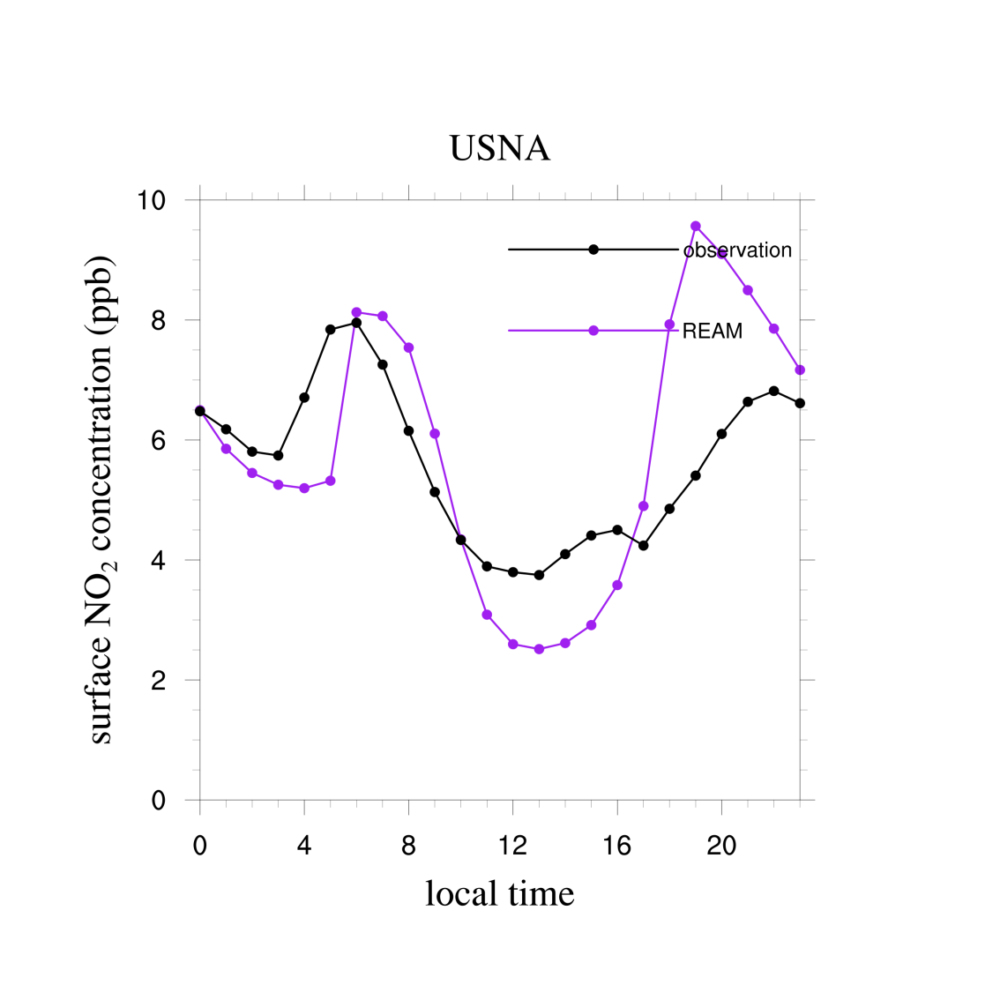 USNA
10
8
6
4
2
0
surface NO₂ concentration (ppb)
observation
REAM
0 4 8 12 16 20
local time